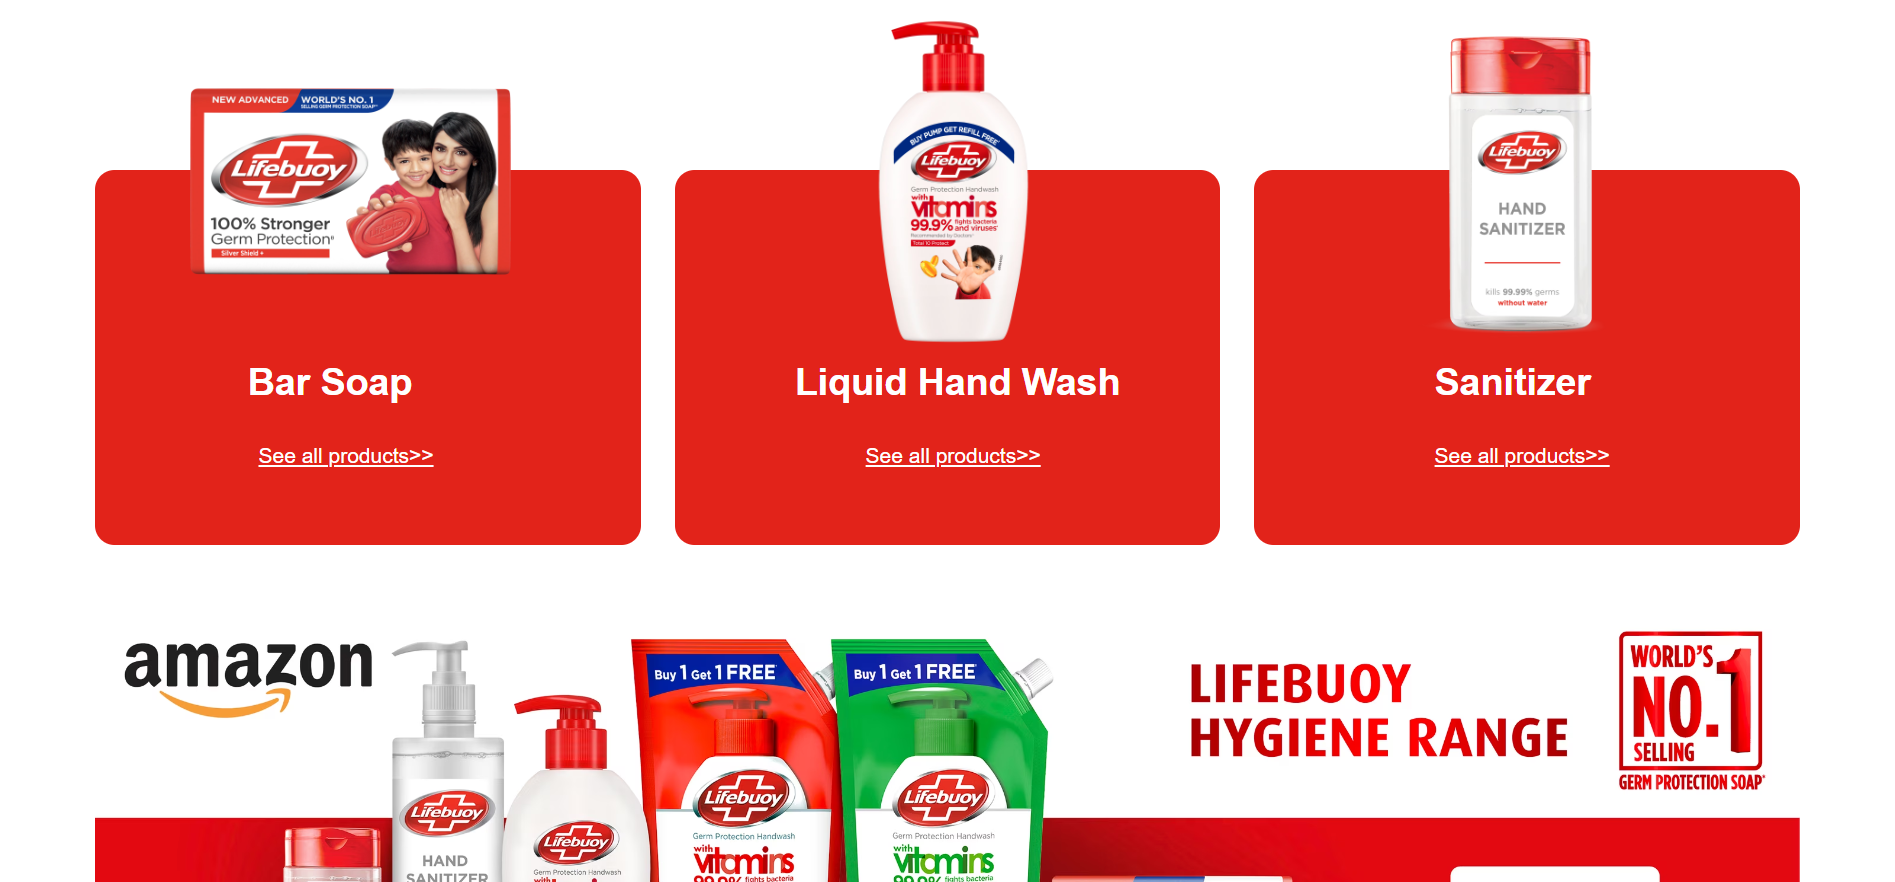 NEW ADVANCED
WORLD'S NO. 1
SELLING GERM PROTECTION SOAP
Lifebuoy
100% Stronger
Germ Protection
Silver Shield +
BUY PUMP GET REFILL FREE
Lifebuoy
Germ Protection Handwash
with
vitamins
99.9% fights bacteria and viruses
Recommended by Doctors
Total 10 Protect
Lifebuoy
HAND
SANITIZER
kills 99.99% germs
without water
Bar Soap
Liquid Hand Wash
Sanitizer
See all products>>
See all products>>
See all products>>
amazon
Lifebuoy
HAND
SANITIZER
Lifebuoy
Germ Protection Handwash
with
Buy 1 Get 1 FREE
Lifebuoy
Germ Protection Handwash
with
vitamins
99.9% fights bacteria
Buy 1 Get 1 FREE
Lifebuoy
Germ Protection Handwash
with
vitamins
99.9% fights bacteria
LIFEBUOY
HYGIENE RANGE
WORLD'S
NO.1
SELLING
GERM PROTECTION SOAP*